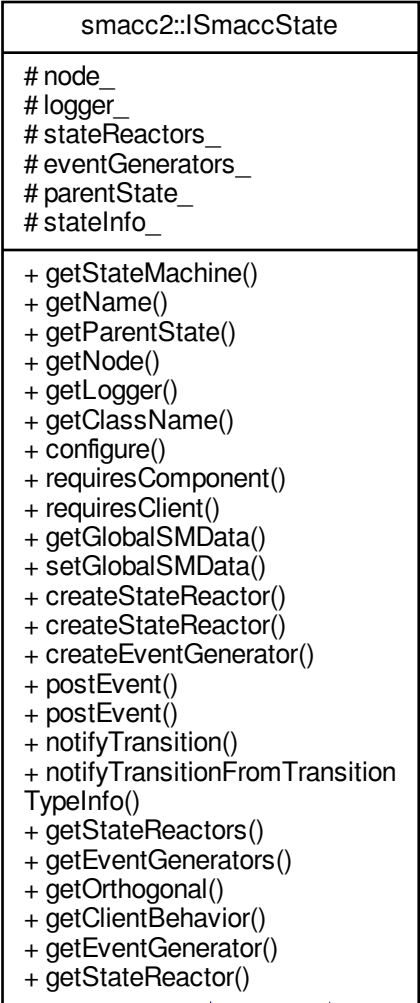 smacc2::ISmaccState
# node_
# logger_
# stateReactors_
# eventGenerators_
# parentState_
# stateInfo_
+ getStateMachine()
+ getName()
+ getParentState()
+ getNode()
+ getLogger()
+ getClassName()
+ configure()
+ requiresComponent()
+ requiresClient()
+ getGlobalSMData()
+ setGlobalSMData()
+ createStateReactor()
+ createStateReactor()
+ createEventGenerator()
+ postEvent()
+ postEvent()
+ notifyTransition()
+ notifyTransitionFromTransition
TypeInfo()
+ getStateReactors()
+ getEventGenerators()
+ getOrthogonal()
+ getClientBehavior()
+ getEventGenerator()
+ getStateReactor()